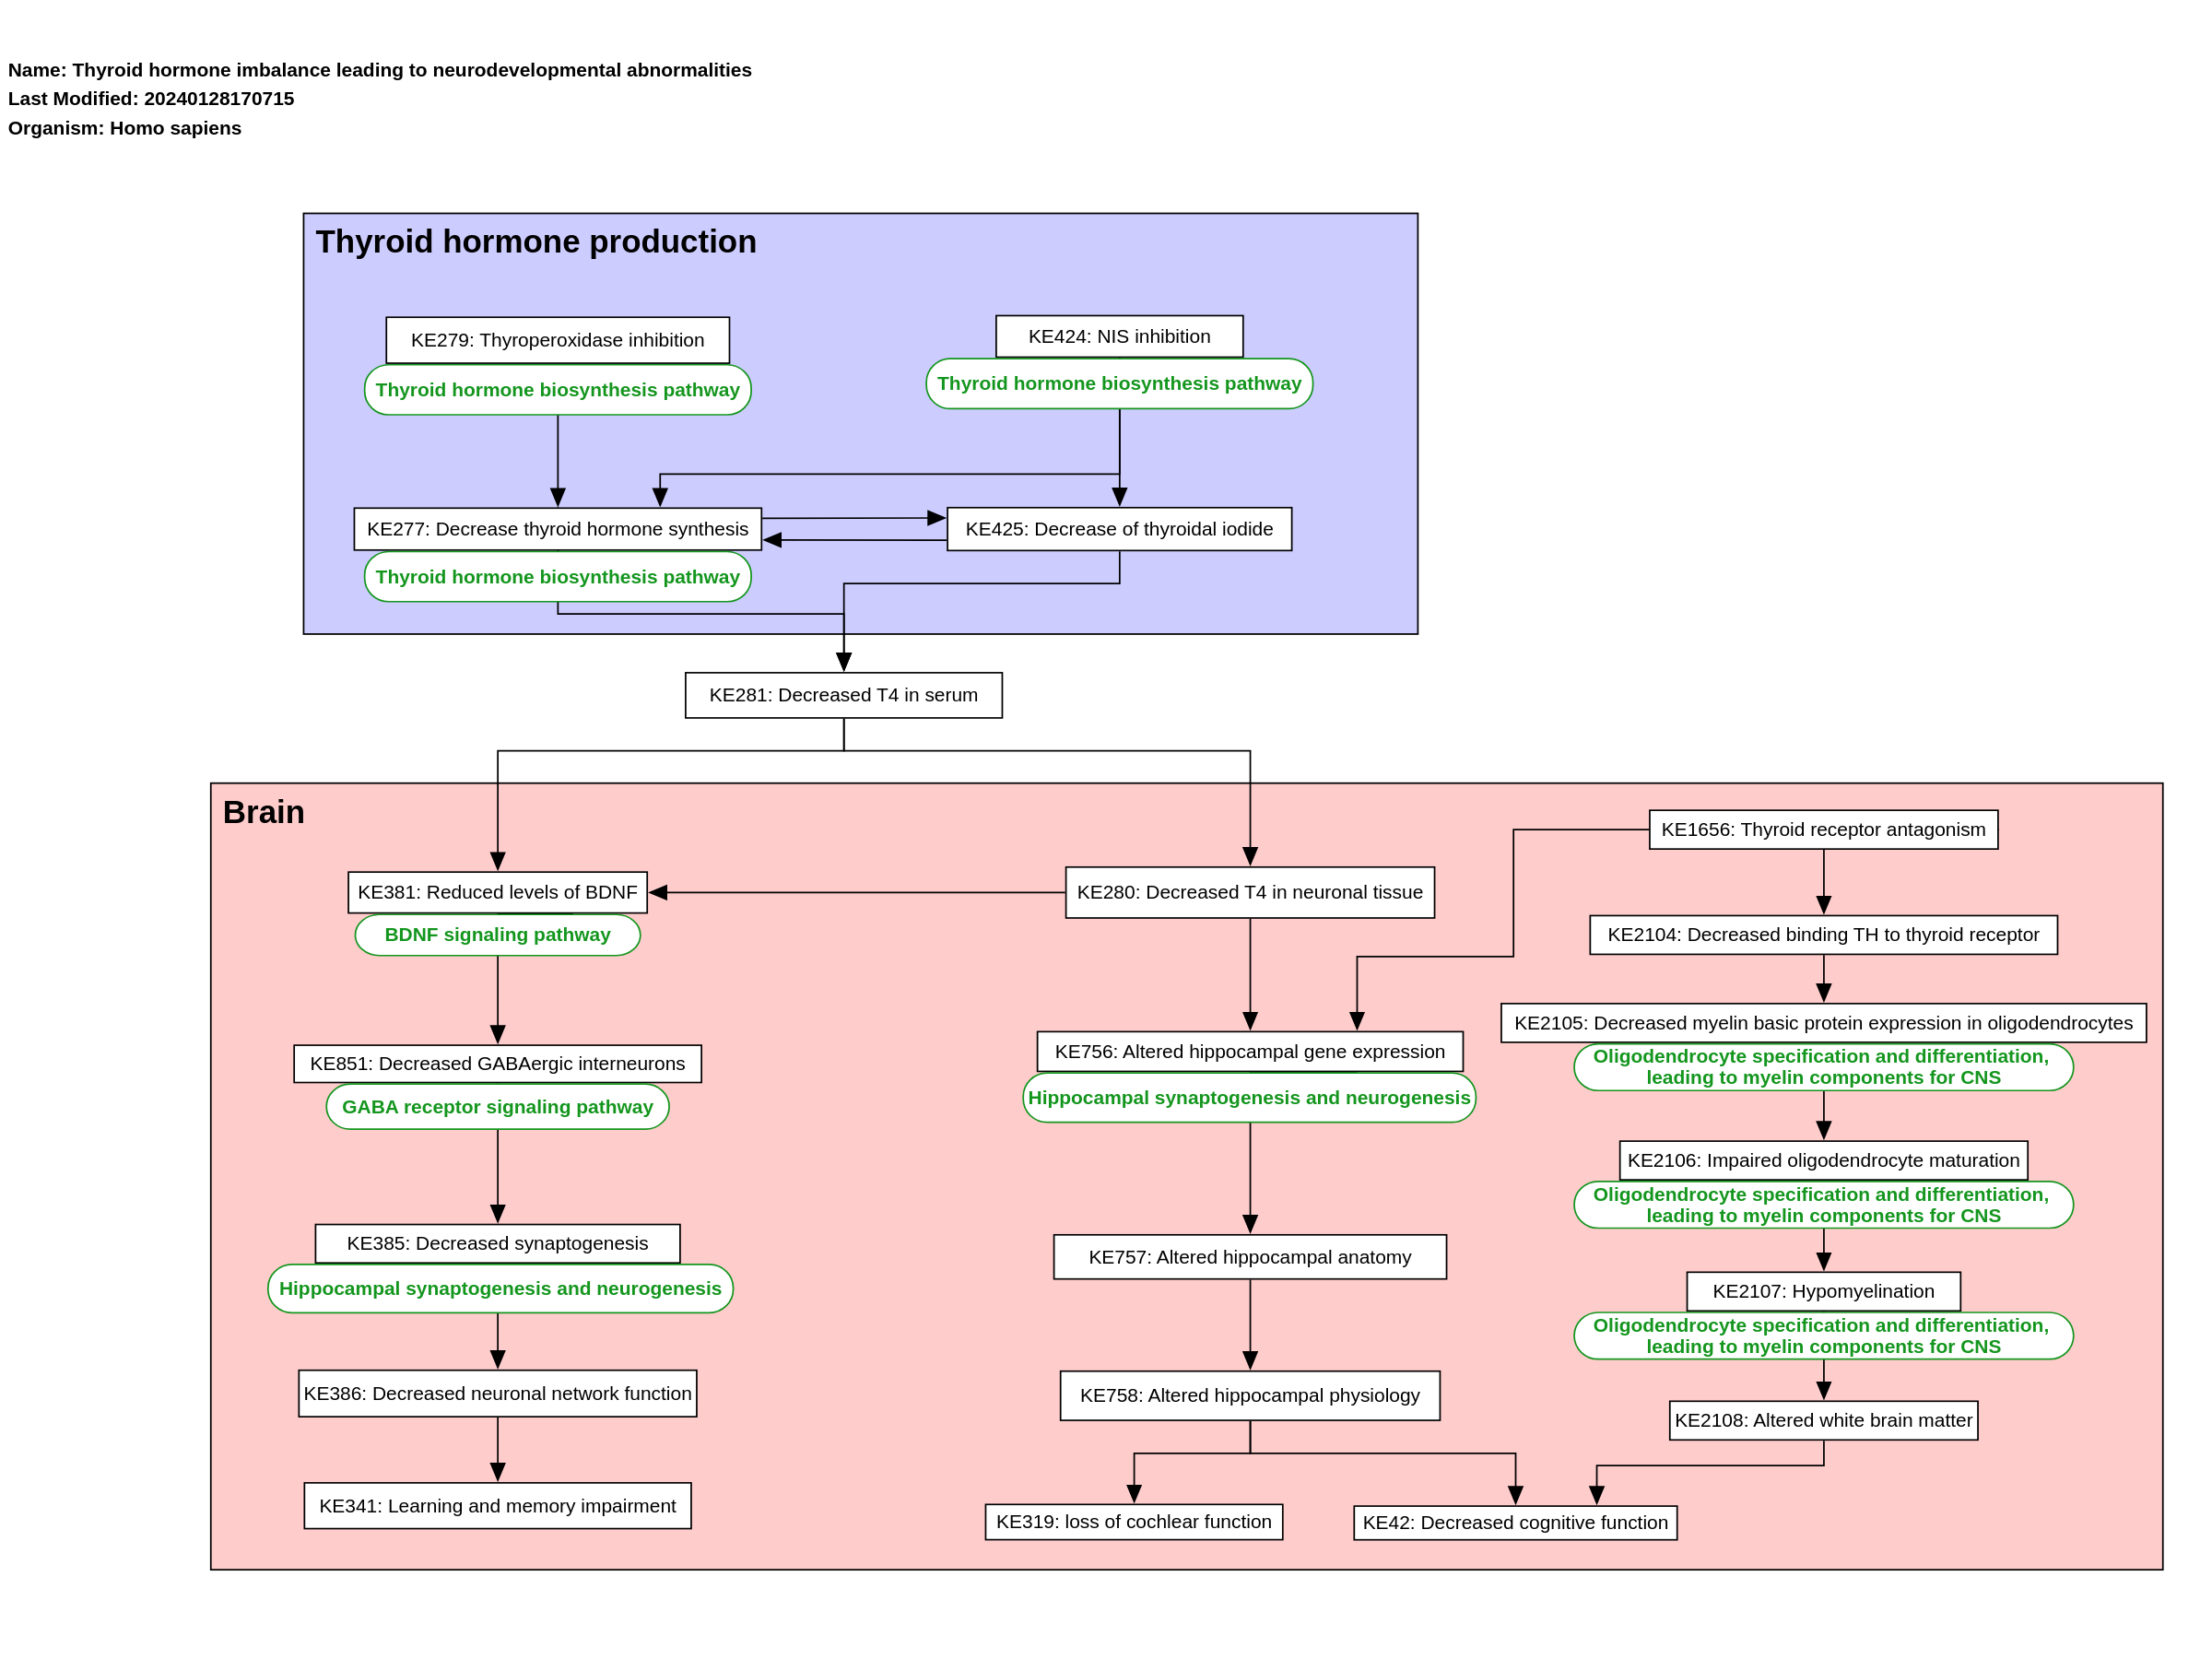 Name: Thyroid hormone imbalance leading to neurodevelopmental abnormalities
Last Modified: 20240128170715
Organism: Homo sapiens
Thyroid hormone production
KE279: Thyroperoxidase inhibition
Thyroid hormone biosynthesis pathway
KE424: NIS inhibition
Thyroid hormone biosynthesis pathway
KE277: Decrease thyroid hormone synthesis
Thyroid hormone biosynthesis pathway
KE425: Decrease of thyroidal iodide
KE281: Decreased T4 in serum
Brain
KE381: Reduced levels of BDNF
BDNF signaling pathway
KE851: Decreased GABAergic interneurons
GABA receptor signaling pathway
KE385: Decreased synaptogenesis
Hippocampal synaptogenesis and neurogenesis
KE386: Decreased neuronal network function
KE341: Learning and memory impairment
KE280: Decreased T4 in neuronal tissue
KE756: Altered hippocampal gene expression
Hippocampal synaptogenesis and neurogenesis
KE757: Altered hippocampal anatomy
KE758: Altered hippocampal physiology
KE319: loss of cochlear function
KE42: Decreased cognitive function
KE1656: Thyroid receptor antagonism
KE2104: Decreased binding TH to thyroid receptor
KE2105: Decreased myelin basic protein expression in oligodendrocytes
Oligodendrocyte specification and differentiation,
leading to myelin components for CNS
KE2106: Impaired oligodendrocyte maturation
Oligodendrocyte specification and differentiation,
leading to myelin components for CNS
KE2107: Hypomyelination
Oligodendrocyte specification and differentiation,
leading to myelin components for CNS
KE2108: Altered white brain matter